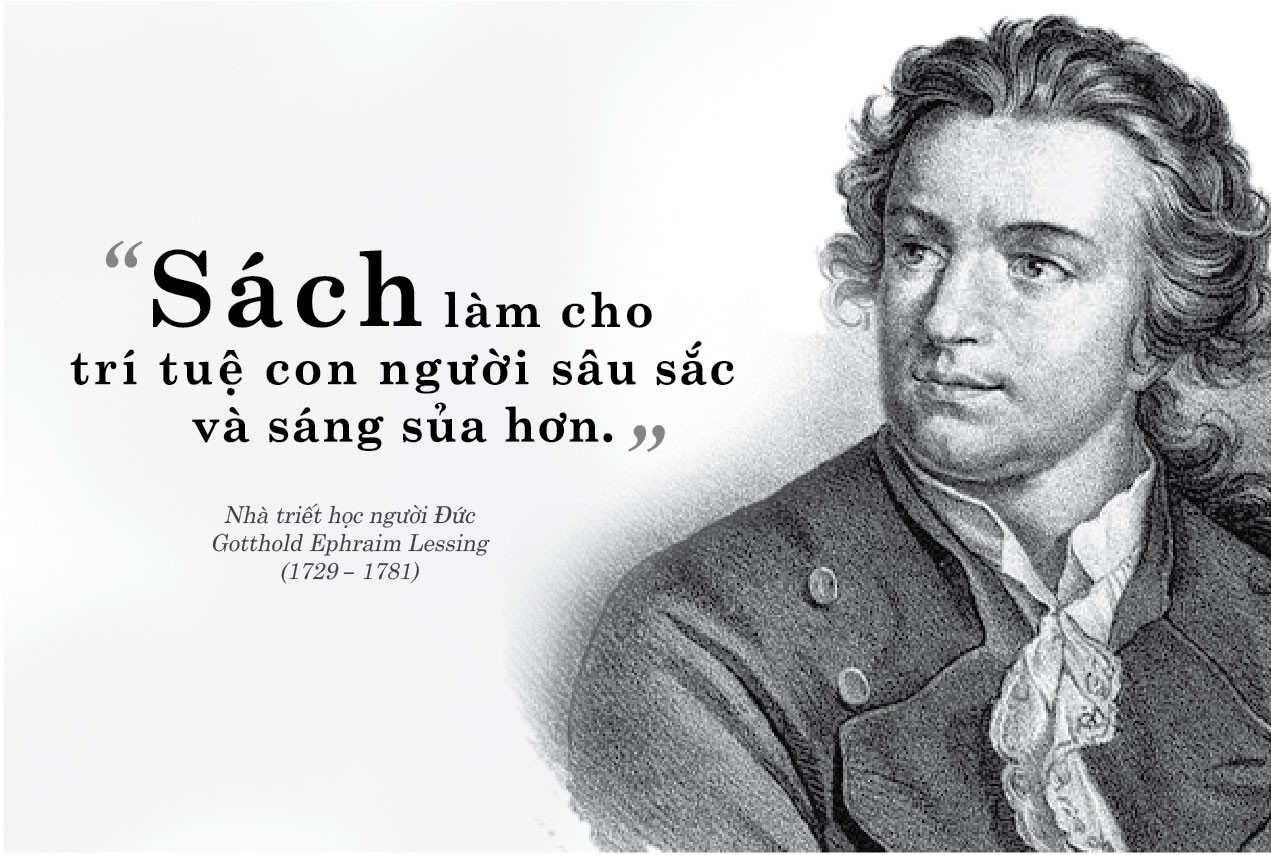 “Sách làm cho
trí tuệ con người sâu sắc
và sáng sủa hơn.”
Nhà triết học người Đức
Gotthold Ephraim Lessing
(1729 – 1781)